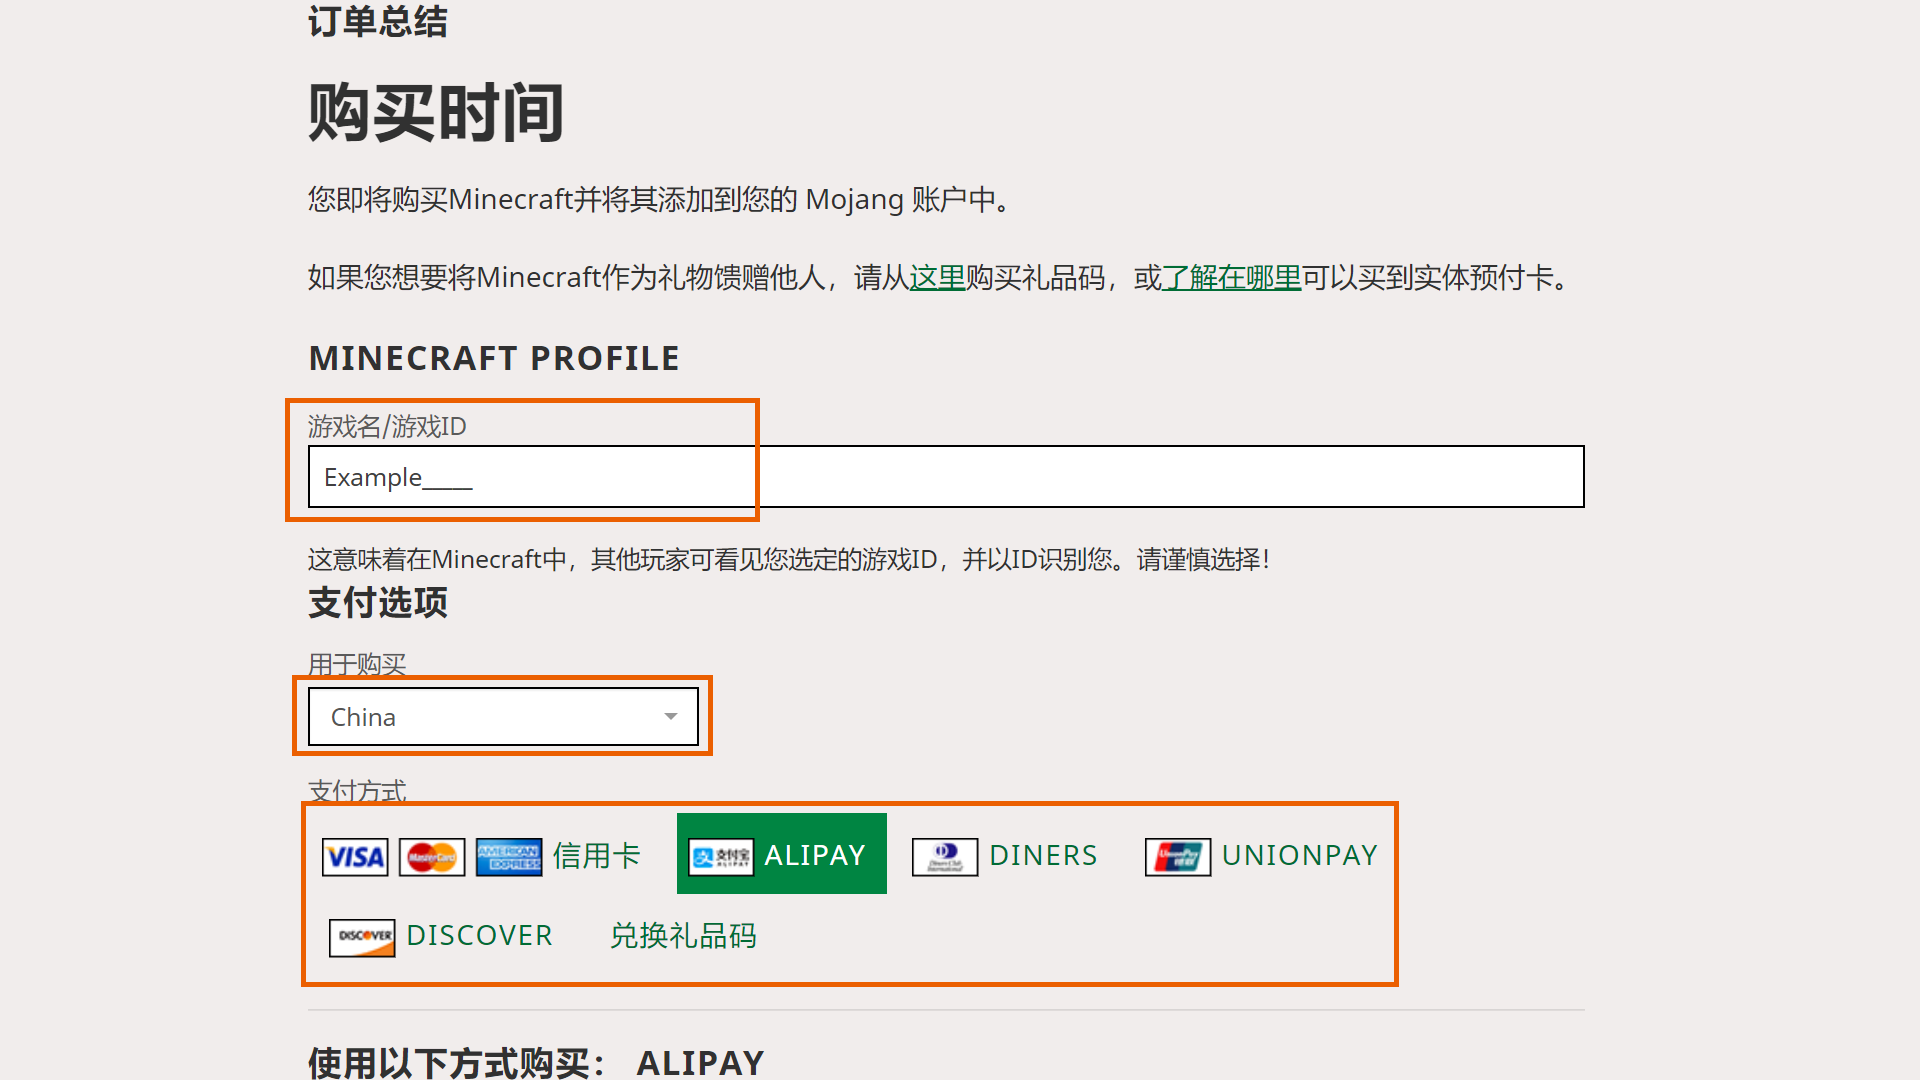 订单总结
购买时间
您即将购买Minecraft并将其添加到您的 Mojang 账户中。
如果您想要将Minecraft作为礼物馈赠他人，请从这里购买礼品码，或了解在哪里可以买到实体预付卡。
MINECRAFT PROFILE
游戏名/游戏ID
Example_____
这意味着在Minecraft中，其他玩家可看见您选定的游戏ID，并以ID识别您。请谨慎选择！
支付选项
用于购买
China
支付方式
VISA MasterCard AMERICAN EXPRESS 信用卡 支付宝 ALIPAY ALIPAY Diners Club International DINERS UnionPay 银联 UNIONPAY
DISCOVER DISCOVER 兑换礼品码
使用以下方式购买： ALIPAY